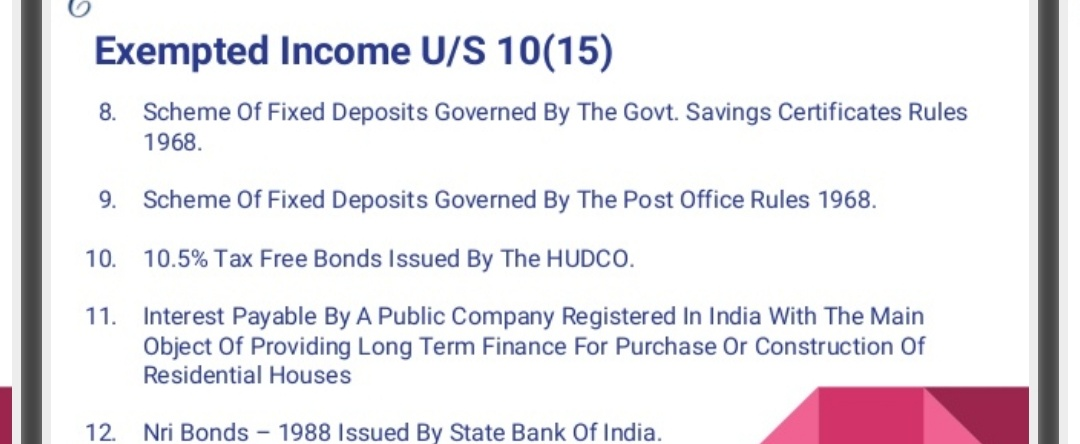 Exempted Income U/S 10(15)
8. Scheme Of Fixed Deposits Governed By The Govt. Savings Certificates Rules
1968.
9. Scheme Of Fixed Deposits Governed By The Post Office Rules 1968.
10. 10.5% Tax Free Bonds Issued By The HUDCO.
11. Interest Payable By A Public Company Registered In India With The Main
Object Of Providing Long Term Finance For Purchase Or Construction Of
Residential Houses
12. Nri Bonds – 1988 Issued By State Bank Of India.